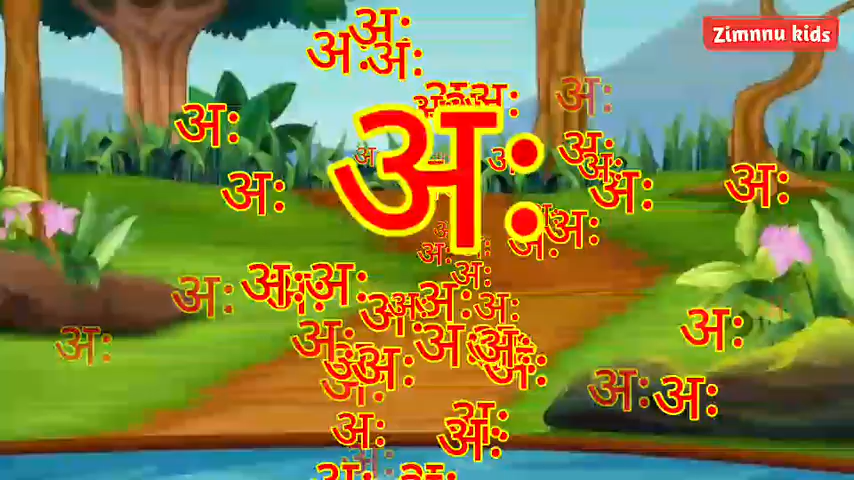 Zimnnu kids
अः